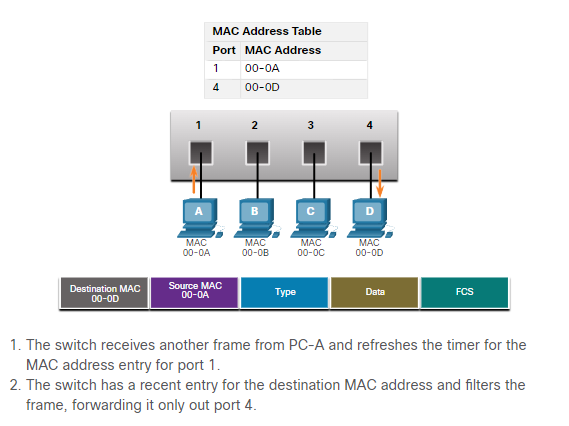 MAC Address Table
Port MAC Address
1 00-0A
4 00-0D
1 2 3 4
A B C D
MAC MAC MAC MAC
00-0A 00-0B 00-0C 00-0D
Destination MAC
00-0D
Source MAC
00-0A
Type
Data
FCS
1. The switch receives another frame from PC-A and refreshes the timer for the
MAC address entry for port 1.
2. The switch has a recent entry for the destination MAC address and filters the
frame, forwarding it only out port 4.